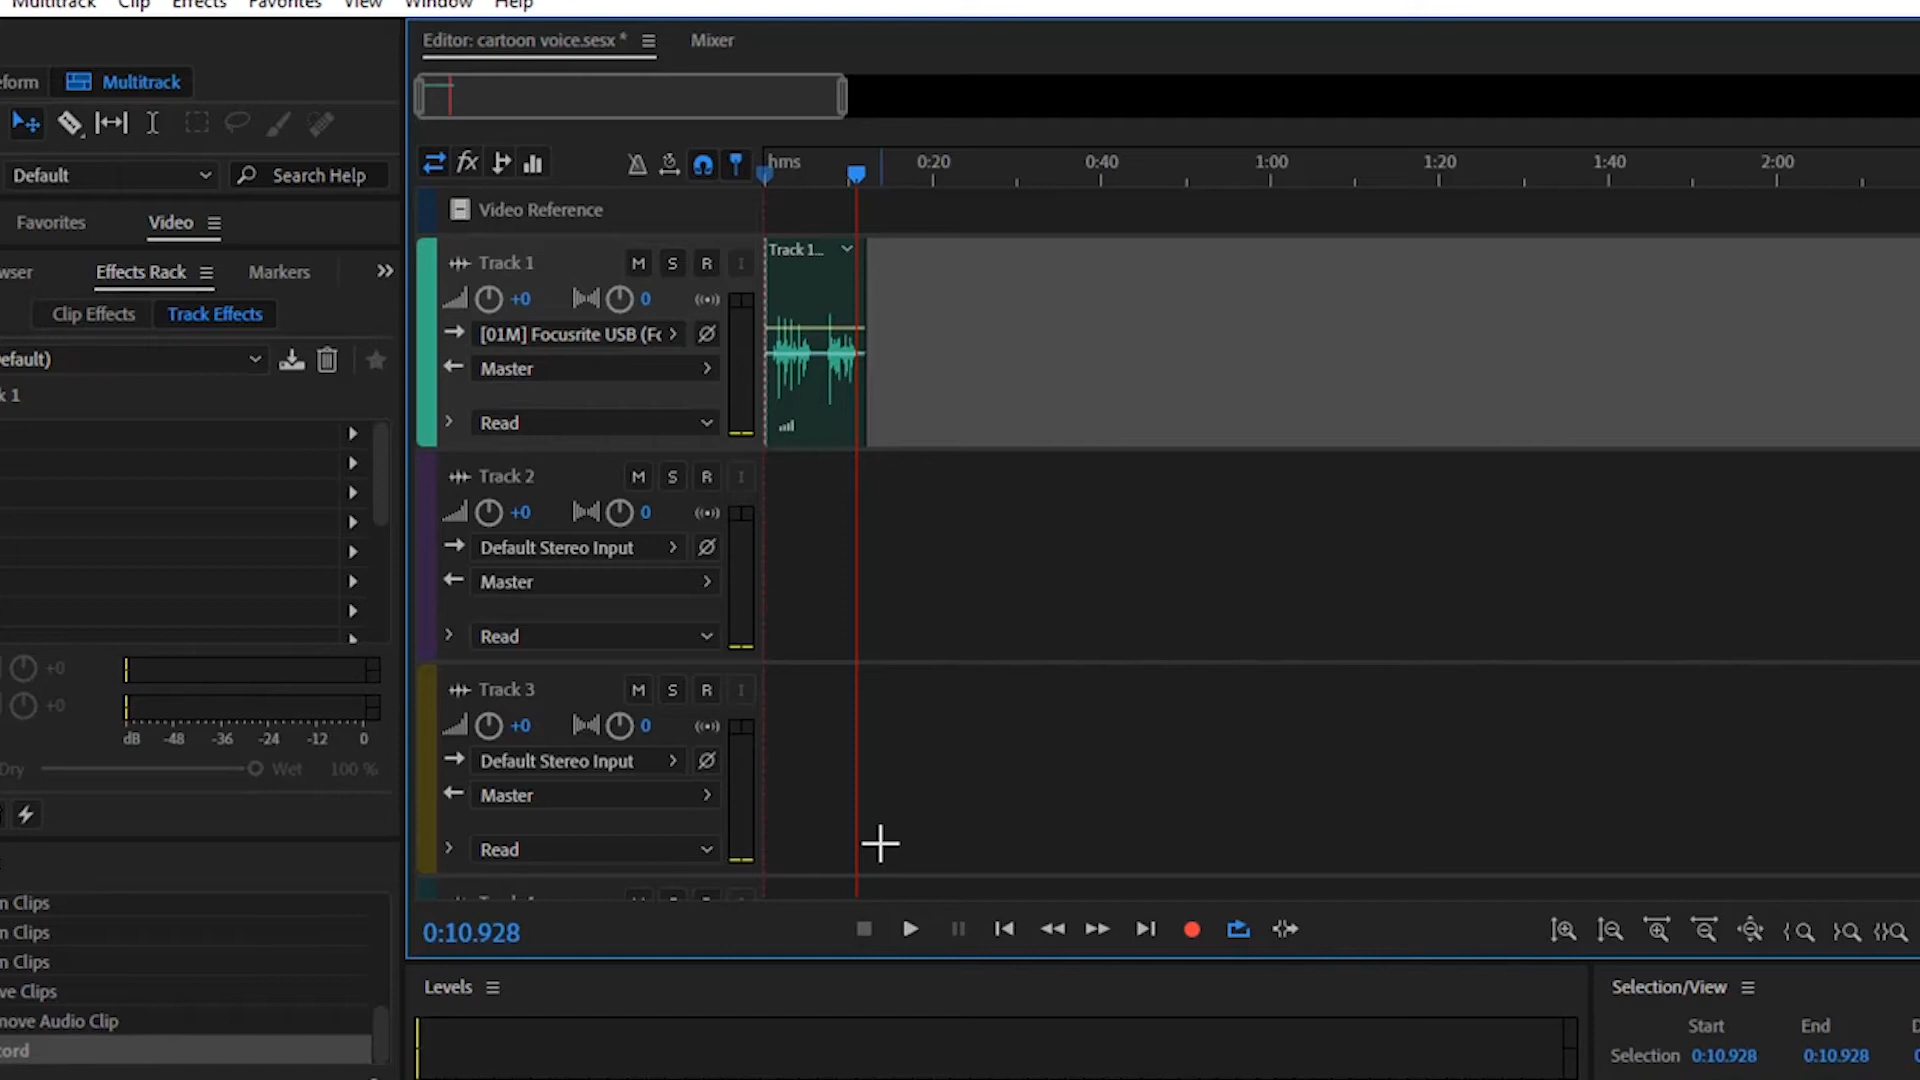 Multitrack Clip Effects Favorites View Window Help
Editor: cartoon voice.sesx * Mixer
eform Multitrack
Default Search Help
hms 0:20 0:40 1:00 1:20 1:40 2:00
Video Reference
Favorites Video
wser Effects Rack Markers
Clip Effects Track Effects
efault)
k 1
Track 1 M S R I
+0 0
[01M] Focusrite USB (Fo
Master
Read
Track 1...
Track 2 M S R I
+0 0
Default Stereo Input
Master
Read
Track 3 M S R I
+0 0
Default Stereo Input
Master
Read
+0
+0
dB -48 -36 -24 -12 0
Dry Wet 100 %
n Clips
n Clips
n Clips
ve Clips
move Audio Clip
cord
0:10.928
Levels
Selection/View
Start End D
Selection 0:10.928 0:10.928